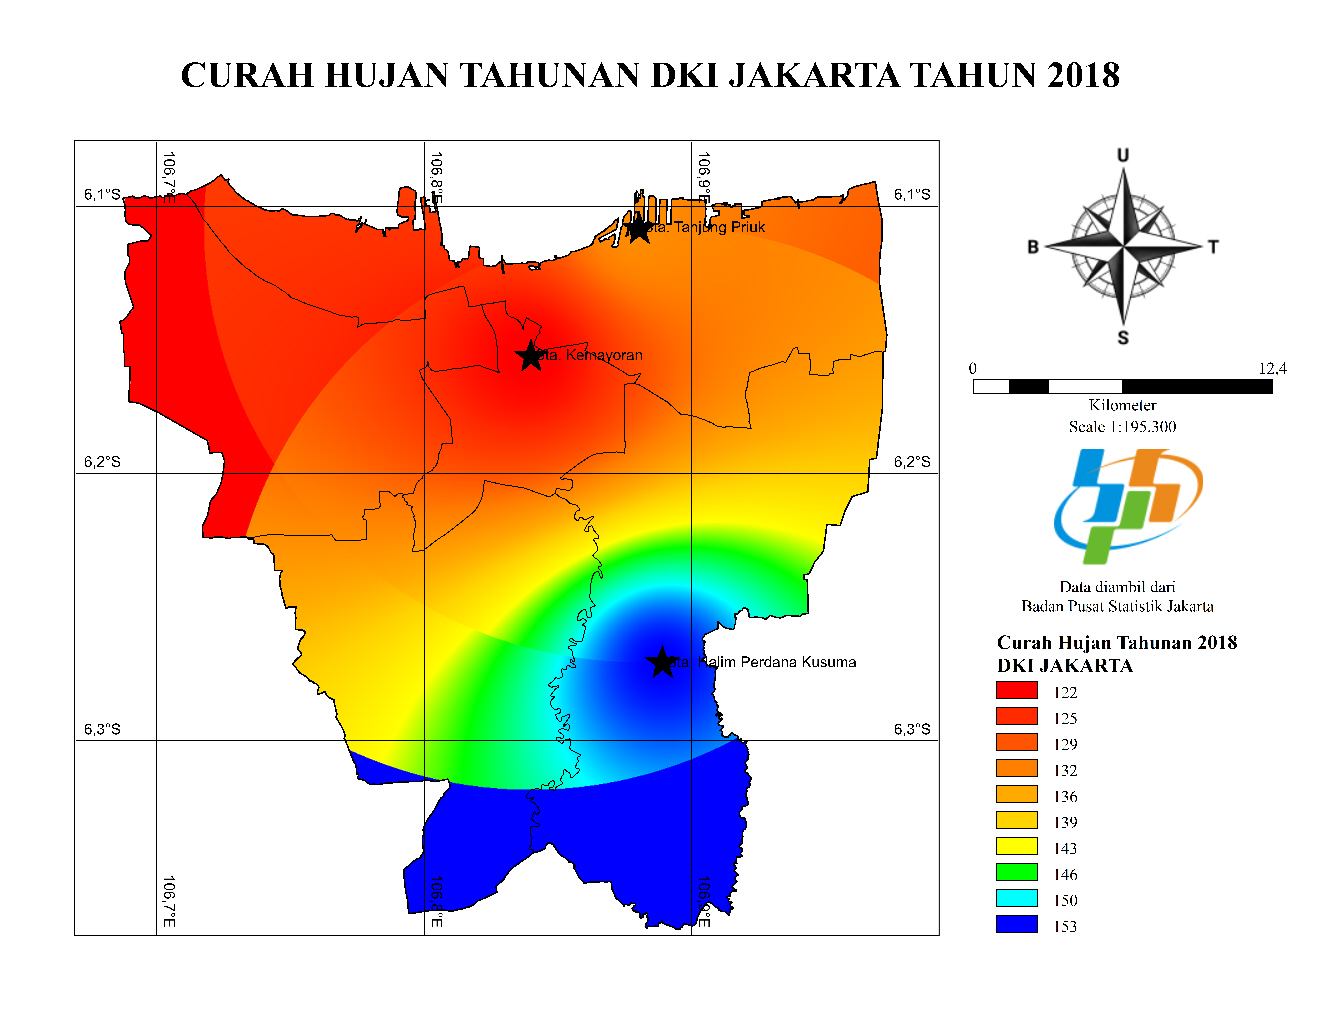 CURAH HUJAN TAHUNAN DKI JAKARTA TAHUN 2018
106,7°E
106,8°E
106,9°E
6,1°S
6,1°S
Sta. Tanjung Priuk
Sta. Kemayoran
6,2°S
6,2°S
Sta. Halim Perdana Kusuma
6,3°S
6,3°S
106,7°E
106,8°E
106,9°E
U
B
T
S
0
12,4
Kilometer
Scale 1:195.300
Data diambil dari
Badan Pusat Statistik Jakarta
Curah Hujan Tahunan 2018
DKI JAKARTA
122
125
129
132
136
139
143
146
150
153